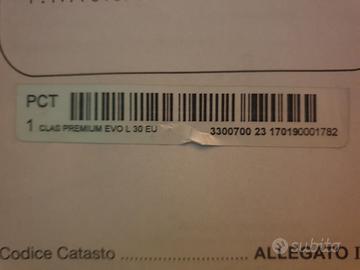 PCT
1 CLAS PREMIUM EVO L 30 EU 3300700 23 170190001782
Codice Catasto ........................ ALLEGATO I
subito